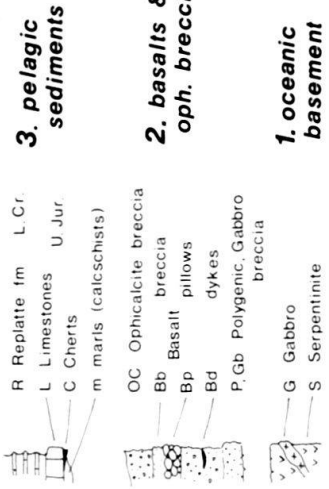 R Replatte fm L.Cr.
L Limestones
C Cherts U.Jur.
m marls (calcschists)
3. pelagic
sediments
OC Ophicalcite breccia
Bb breccia
Basalt
Bp pillows
Bd dykes
P,Gb Polygenic, Gabbro
breccia
2. basalts &
oph. brecc
G Gabbro
S Serpentinite
1. oceanic
basement